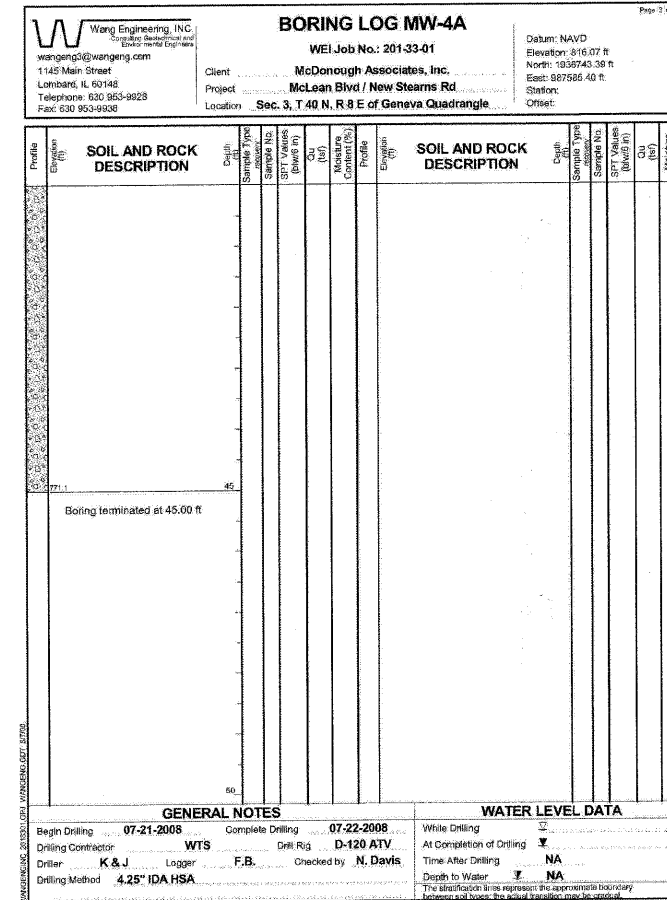 Page 3
Wang Engineering, INC.
Consulting Geotechnical and
Environmental Engineers
wangeng3@wangeng.com
1145 Main Street
Lombard, IL 60148
Telephone: 630 953-9928
Fax: 630 953-9938
BORING LOG MW-4A
WEI Job No.: 201-33-01
Client McDonough Associates, Inc.
Project McLean Blvd / New Stearns Rd
Location Sec. 3, T 40 N, R 8 E of Geneva Quadrangle
Datum: NAVD
Elevation: 816.07 ft
North: 1938743.39 ft
East: 987585.40 ft
Station:
Offset:
Profile
Elevation (ft)
SOIL AND ROCK
DESCRIPTION
Depth (ft)
Sample Type
recovery
Sample No.
SPT Values
(blw/6 in)
Qu
(tsf)
Moisture
Content (%)
Profile
Elevation (ft)
SOIL AND ROCK
DESCRIPTION
Depth (ft)
Sample Type
recovery
Sample No.
SPT Values
(blw/6 in)
Qu
(tsf)
771.1 45
Boring terminated at 45.00 ft
50
GENERAL NOTES
Begin Drilling 07-21-2008 Complete Drilling 07-22-2008
Drilling Contractor WTS Drill Rig D-120 ATV
Driller K & J Logger F.B. Checked by N. Davis
Drilling Method 4.25" IDA HSA
WATER LEVEL DATA
While Drilling
At Completion of Drilling
Time After Drilling NA
Depth to Water NA
The stratification lines represent the approximate boundary
between soil types; the actual transition may be gradual.